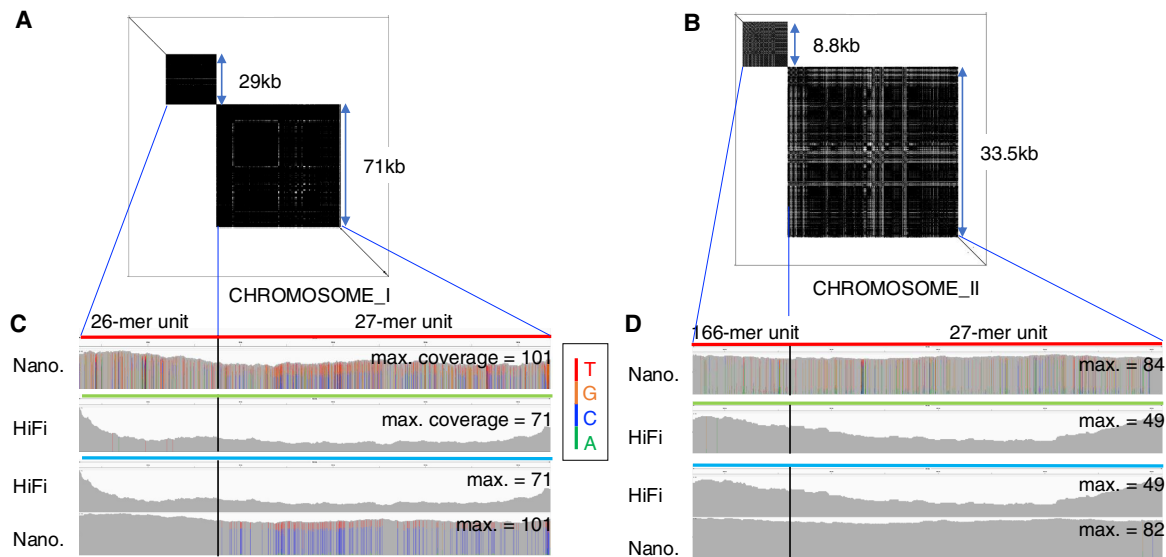 A
29kb
71kb
CHROMOSOME_I
B
8.8kb
33.5kb
CHROMOSOME_II
C
26-mer unit
27-mer unit
Nano.
max. coverage = 101
HiFi
max. coverage = 71
HiFi
max. = 71
Nano.
max. = 101
T
G
C
A
D
166-mer unit
27-mer unit
Nano.
max. = 84
HiFi
max. = 49
HiFi
max. = 49
Nano.
max. = 82